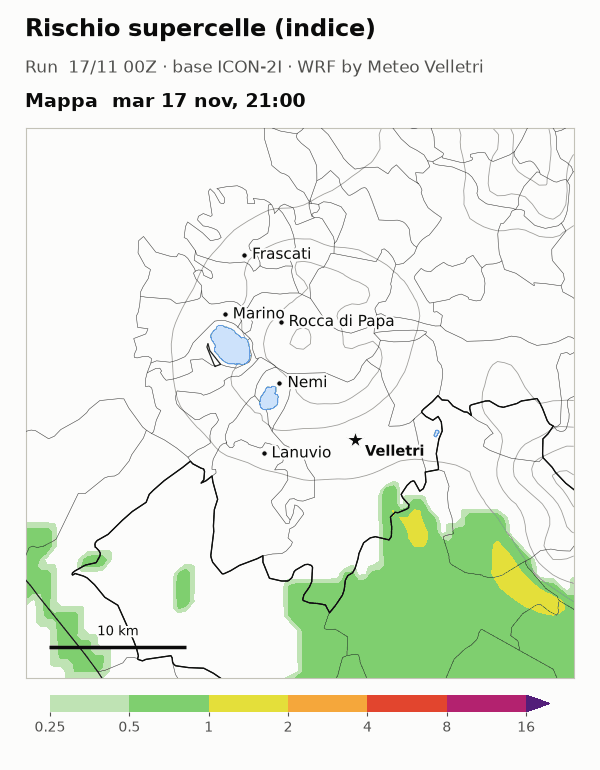 Rischio supercelle (indice)
Run 17/11 00Z · base ICON-2I · WRF by Meteo Velletri
Mappa mar 17 nov, 21:00
Frascati
Marino
Rocca di Papa
Nemi
Lanuvio
Velletri
10 km
0.25 0.5 1 2 4 8 16